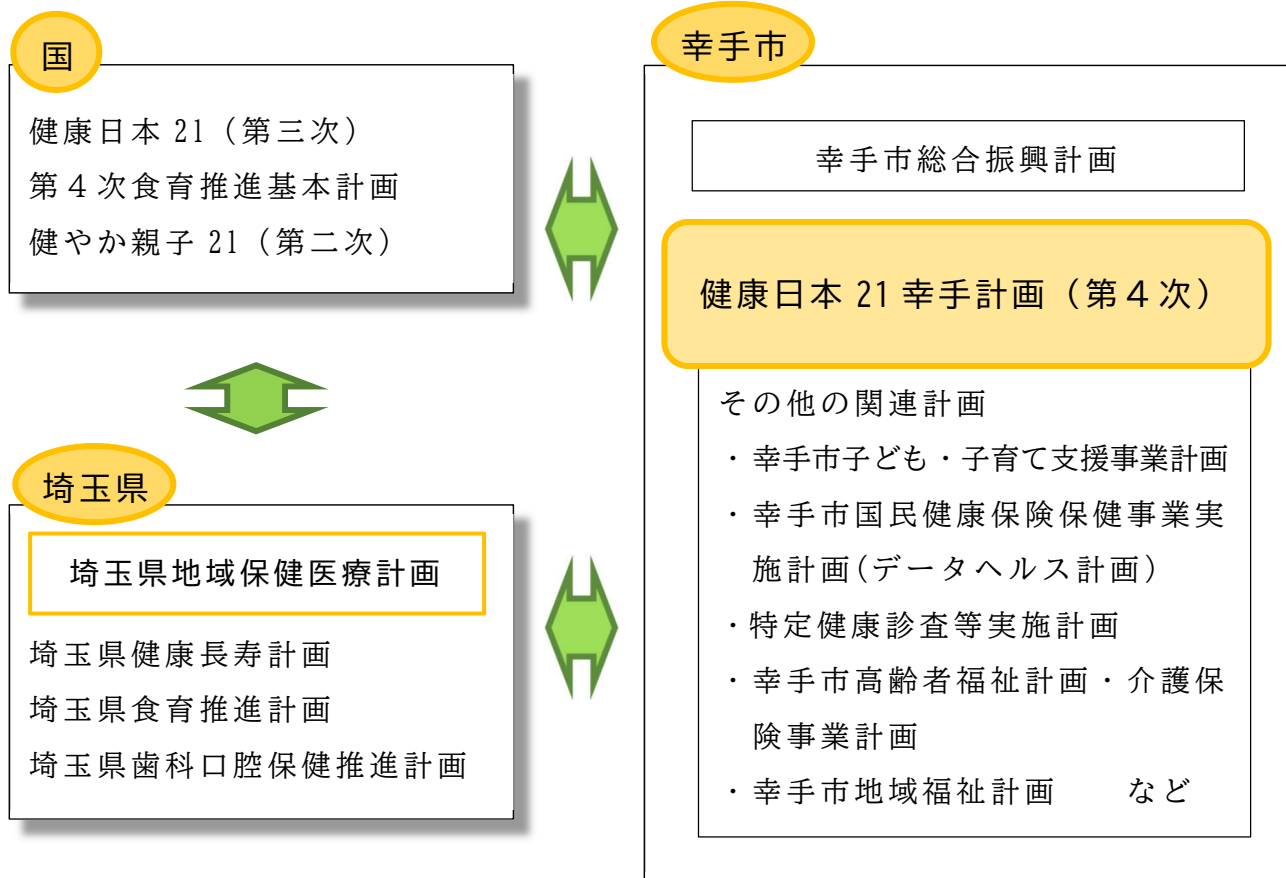 国
健康日本 21（第三次）
第４次食育推進基本計画
健やか親子 21（第二次）
埼玉県
埼玉県地域保健医療計画
埼玉県健康長寿計画
埼玉県食育推進計画
埼玉県歯科口腔保健推進計画
幸手市
幸手市総合振興計画
健康日本 21 幸手計画（第４次）
その他の関連計画
・幸手市子ども・子育て支援事業計画
・幸手市国民健康保険保健事業実
施計画(データヘルス計画)
・特定健康診査等実施計画
・幸手市高齢者福祉計画・介護保
険事業計画
・幸手市地域福祉計画　　など